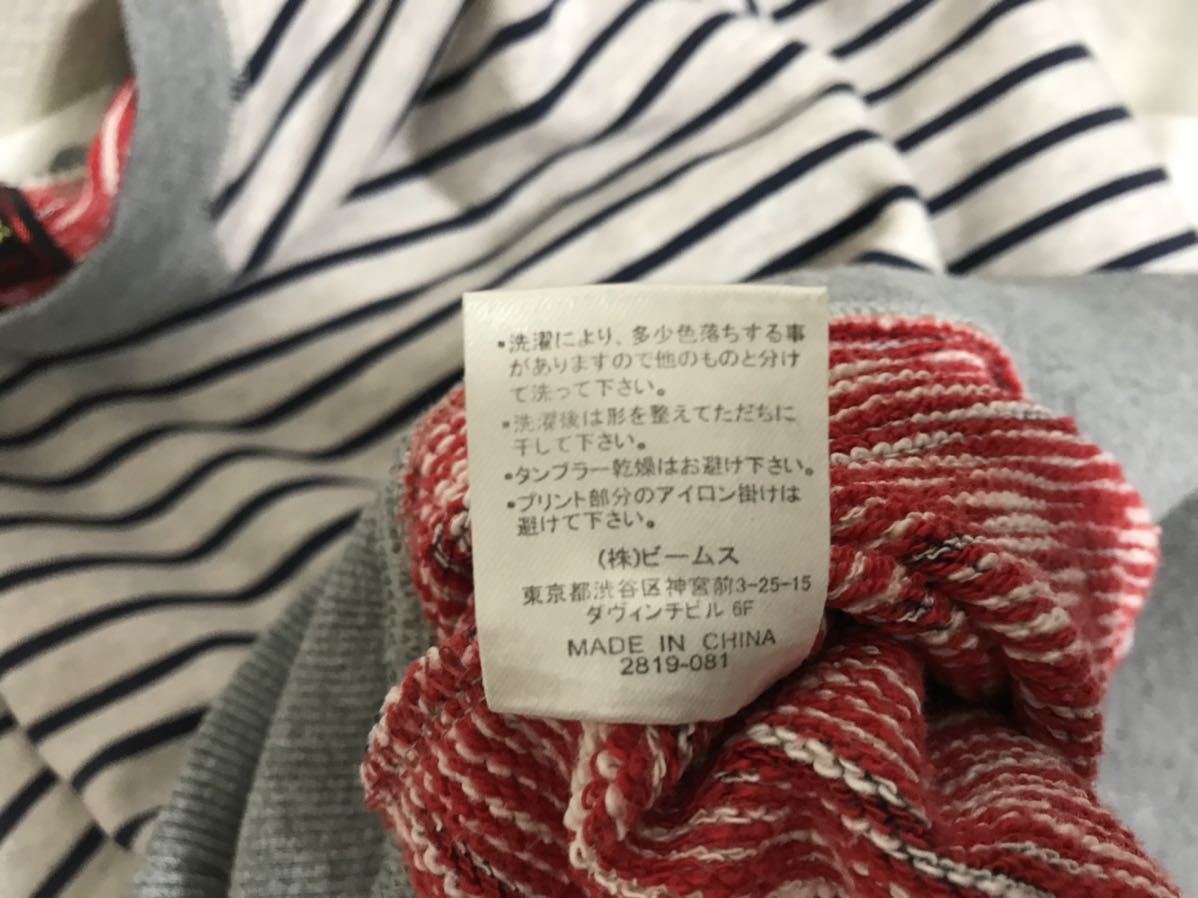 •洗濯により、多少色落ちする事
がありますので他のものと分け
て洗って下さい。
•洗濯後は形を整えてただちに
干して下さい。
•タンブラー乾燥はお避け下さい。
•プリント部分のアイロン掛けは
避けて下さい。
(株)ビームス
東京都渋谷区神宮前3-25-15
ダヴィンチビル 6F
MADE IN CHINA
2819-081